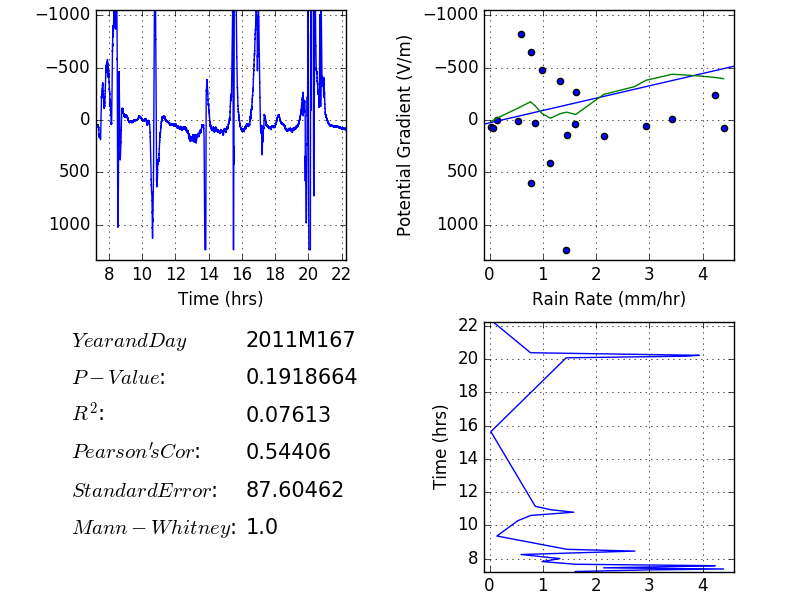 −1000
−500
0
500
1000
8 10 12 14 16 18 20 22
Time (hrs)
Potential Gradient (V/m)
−1000
−500
0
500
1000
0 1 2 3 4
Rain Rate (mm/hr)
YearandDay 2011M167
P−Value: 0.1918664
R²: 0.07613
Pearson'sCor: 0.54406
StandardError: 87.60462
Mann−Whitney: 1.0
Time (hrs)
22
20
18
16
14
12
10
8
0 1 2 3 4